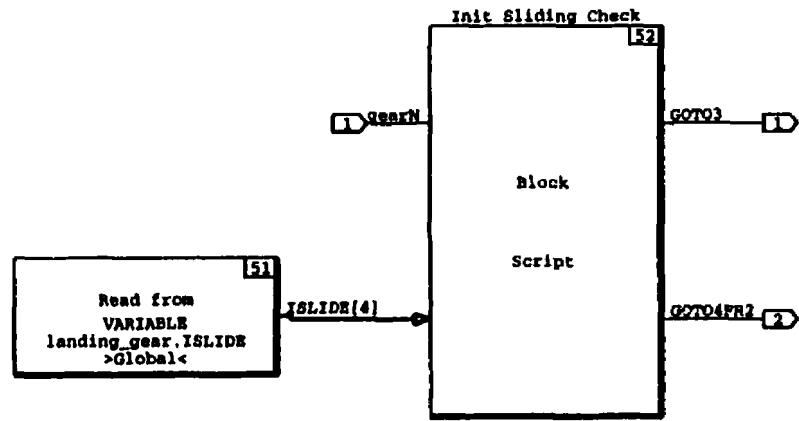 Init Sliding Check
52
1 gearN
GOTO3 1
Block
Script
51
Read from
VARIABLE
landing_gear.ISLIDE
>Global<
ISLIDE[4]
GOTO4FR2 2